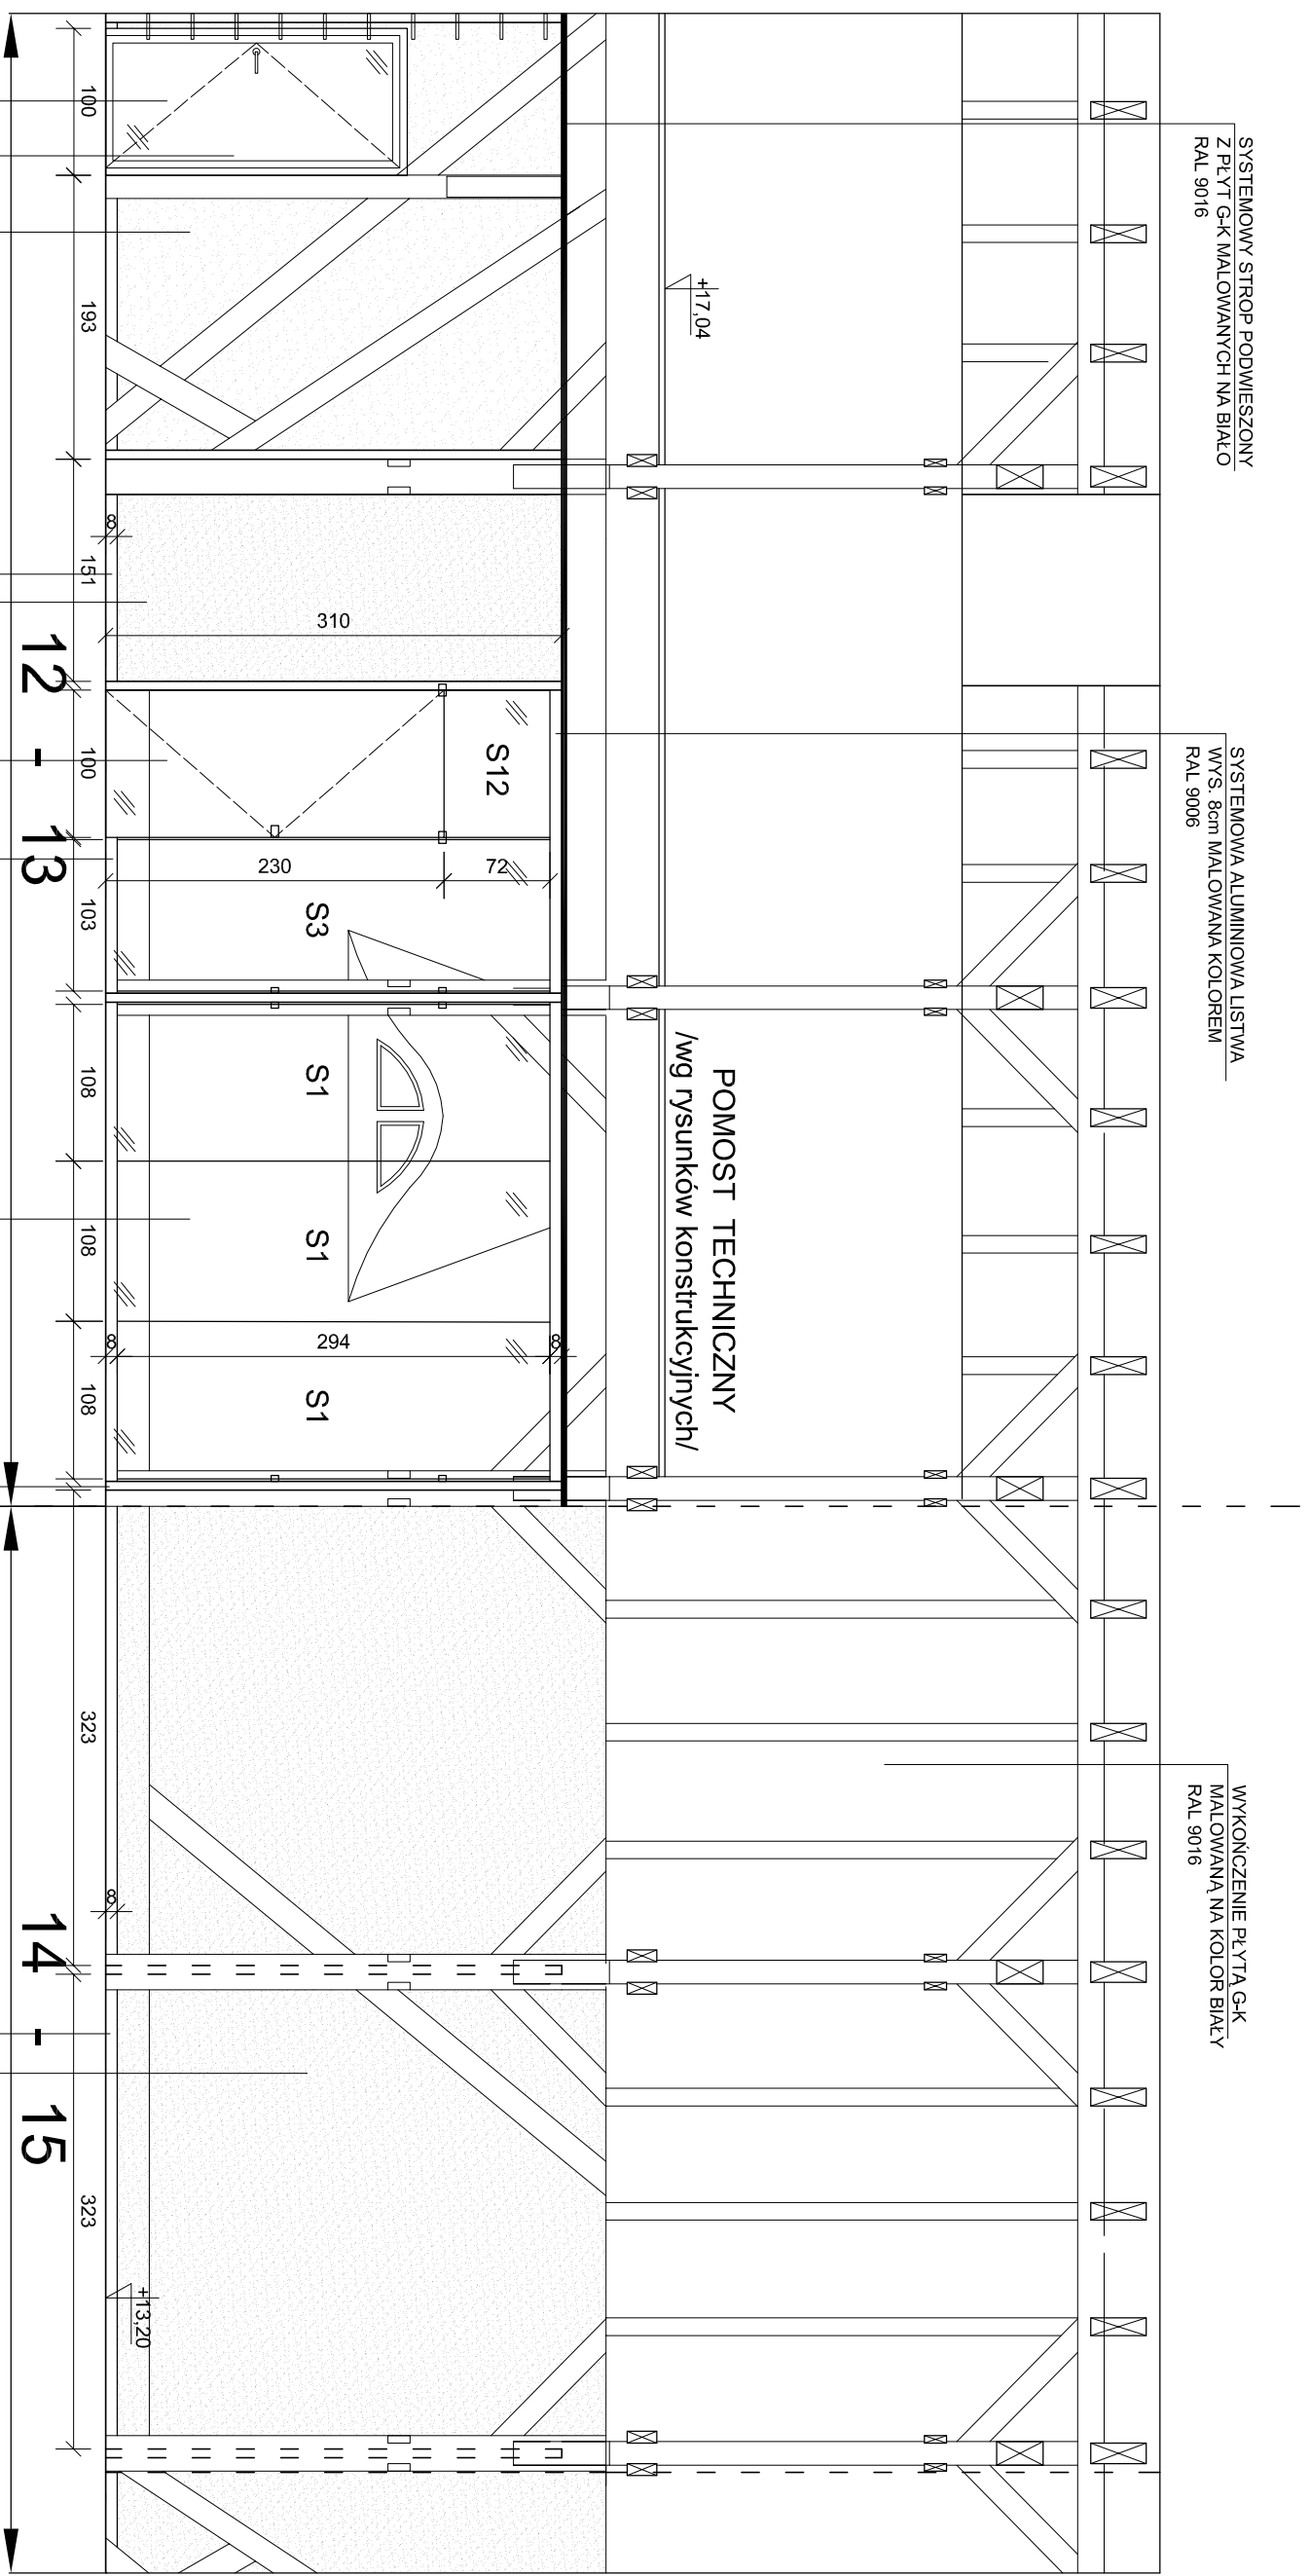 SYSTEMOWY STROP PODWIESZONY
Z PŁYT G-K MALOWANYCH NA BIAŁO
RAL 9016
SYSTEMOWA ALUMINIOWA LISTWA
WYS. 8cm MALOWANA KOLOREM
RAL 9006
WYKOŃCZENIE PŁYTĄ G-K
MALOWANĄ NA KOLOR BIAŁY
RAL 9016
+17,04
POMOST TECHNICZNY
/wg rysunków konstrukcyjnych/
S12
72
8
310
230
S3
S1
S1
294
S1
8
8
8
+13,20
100
193
151
100
103
108
108
108
323
323
12 - 13
14 - 15